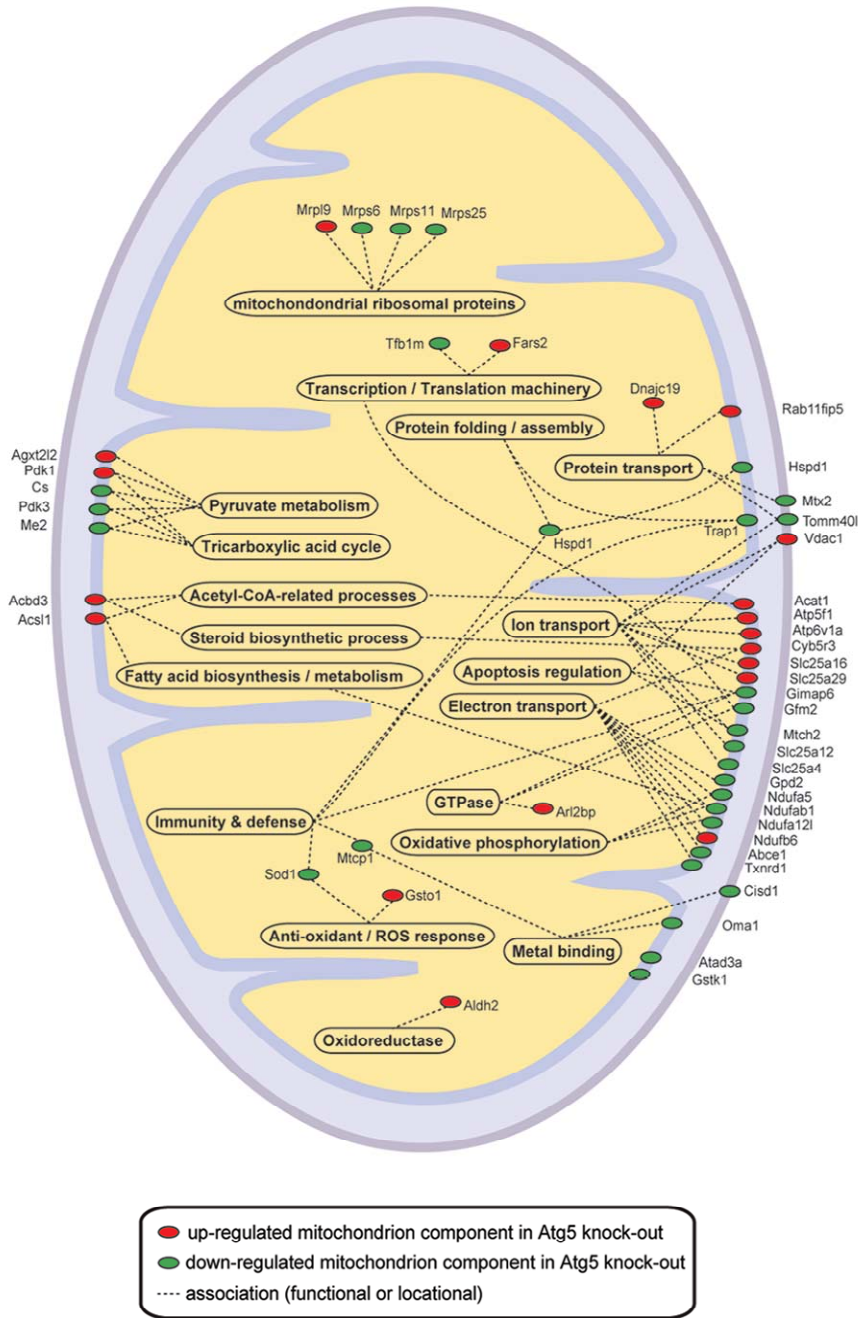 Mrpl9 Mrps6 Mrps11 Mrps25
mitochondondrial ribosomal proteins
Tfb1m Fars2
Transcription / Translation machinery
Dnajc19
Rab11fip5
Protein folding / assembly
Agxt2l2
Pdk1
Cs
Pdk3
Me2
Protein transport
Hspd1
Pyruvate metabolism
Mtx2
Tomm40l
Vdac1
Hspd1
Trap1
Tricarboxylic acid cycle
Acbd3
Acsl1
Acetyl-CoA-related processes
Steroid biosynthetic process
Fatty acid biosynthesis / metabolism
Ion transport
Apoptosis regulation
Electron transport
Acat1
Atp5f1
Atp6v1a
Cyb5r3
Slc25a16
Slc25a29
Gimap6
Gfm2
Mtch2
Slc25a12
Slc25a4
Gpd2
Ndufa5
Ndufab1
Ndufa12l
Ndufb6
Abce1
Txnrd1
GTPase
Arl2bp
Immunity & defense
Oxidative phosphorylation
Mtcp1
Sod1
Gsto1
Cisd1
Oma1
Anti-oxidant / ROS response
Metal binding
Atad3a
Gstk1
Aldh2
Oxidoreductase
up-regulated mitochondrion component in Atg5 knock-out
down-regulated mitochondrion component in Atg5 knock-out
association (functional or locational)